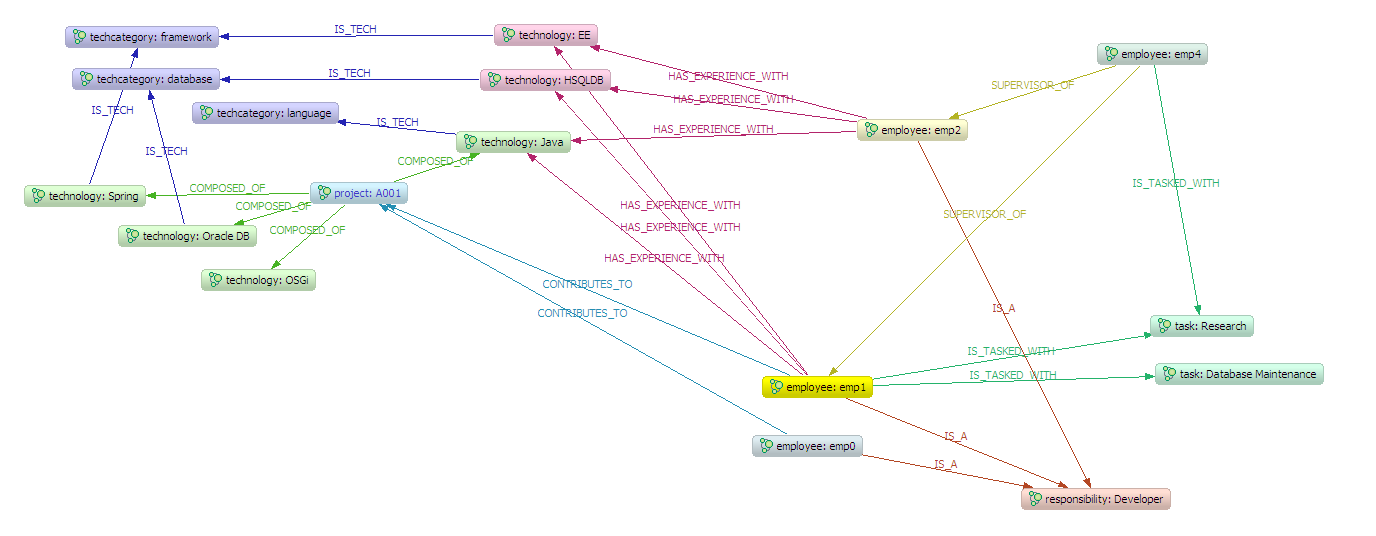 techcategory: framework
IS_TECH
technology: EE
employee: emp4
techcategory: database
IS_TECH
technology: HSQLDB
HAS_EXPERIENCE_WITH
SUPERVISOR_OF
IS_TECH
techcategory: language
HAS_EXPERIENCE_WITH
IS_TECH
HAS_EXPERIENCE_WITH
employee: emp2
technology: Java
IS_TECH
COMPOSED_OF
technology: Spring
COMPOSED_OF
project: A001
IS_TASKED_WITH
COMPOSED_OF
HAS_EXPERIENCE_WITH
SUPERVISOR_OF
technology: Oracle DB
COMPOSED_OF
HAS_EXPERIENCE_WITH
HAS_EXPERIENCE_WITH
technology: OSGi
CONTRIBUTES_TO
CONTRIBUTES_TO
IS_A
task: Research
IS_TASKED_WITH
employee: emp1
IS_TASKED_WITH
task: Database Maintenance
IS_A
employee: emp0
IS_A
responsibility: Developer